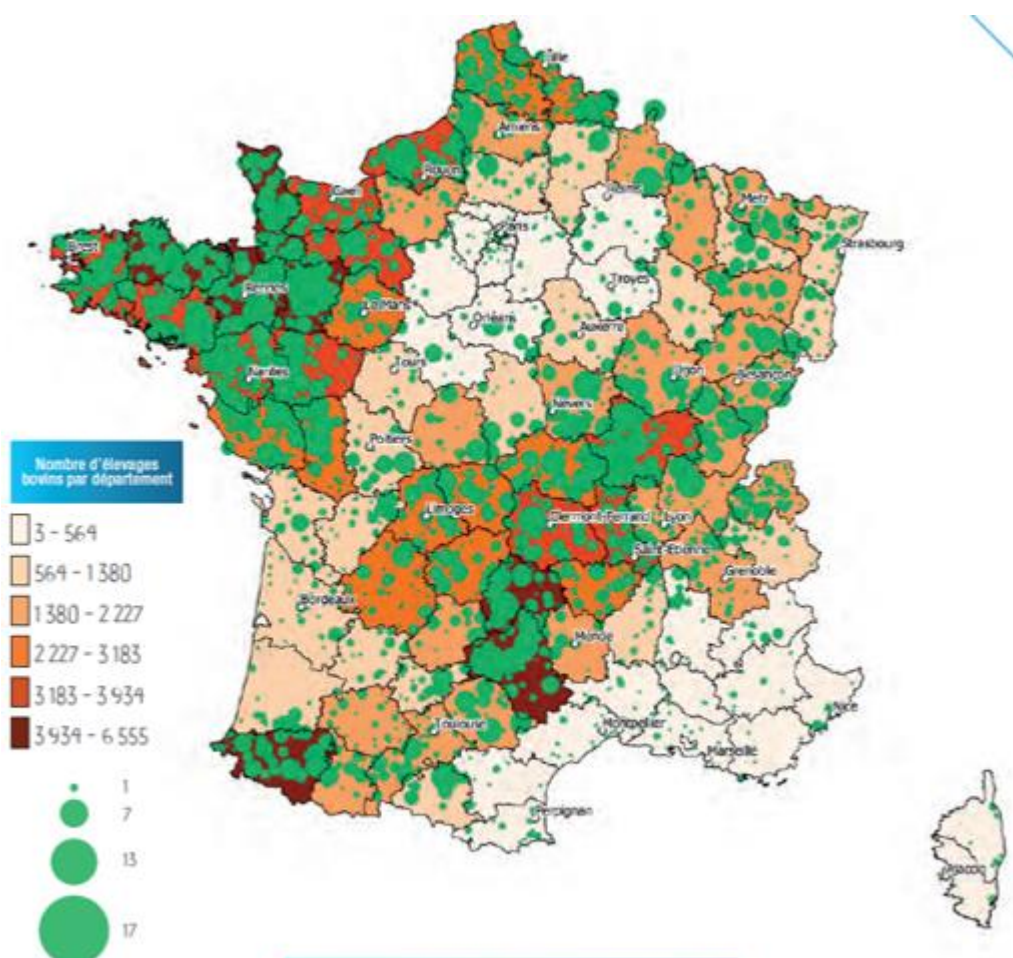 Lille
Amiens
Rouen
Caen
Reims
Metz
Paris
Strasbourg
Brest
Rennes
Troyes
Le Mans
Orléans
Auxerre
Tours
Dijon
Besançon
Nantes
Nevers
Poitiers
Nombre d'élevages
bovins par département
3 - 564
564 - 1 380
1 380 - 2 227
2 227 - 3 183
3 183 - 3 934
3 934 - 6 555
1
7
13
17
Limoges
Clermont-Ferrand
Lyon
Saint-Etienne
Grenoble
Bordeaux
Mende
Toulouse
Montpellier
Nice
Marseille
Perpignan
Ajaccio